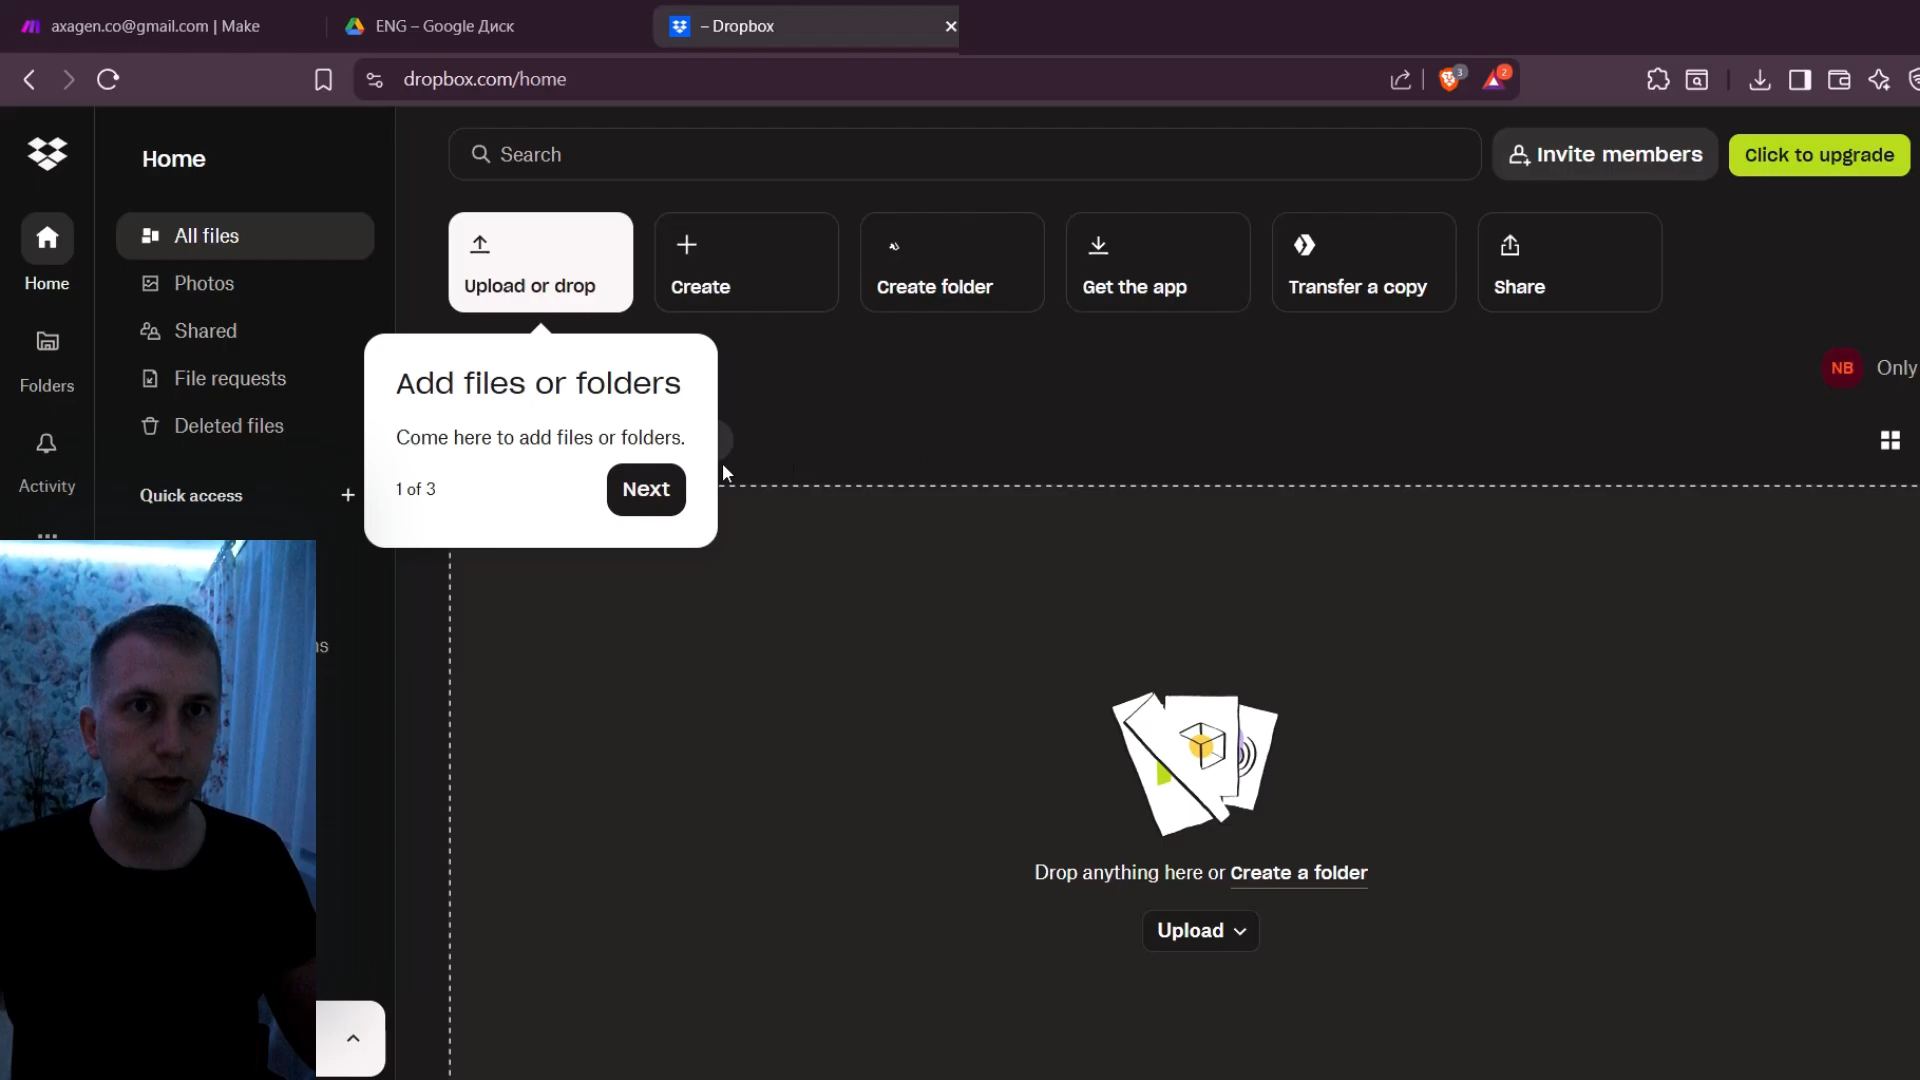 axagen.co@gmail.com | Make
ENG – Google Диск
– Dropbox
dropbox.com/home
3
2
Home
Search
Invite members
Click to upgrade
All files
Photos
Shared
File requests
Deleted files
Quick access
Home
Folders
Activity
Upload or drop
Create
Create folder
Get the app
Transfer a copy
Share
Add files or folders
Come here to add files or folders.
1 of 3
Next
NB
Only
Drop anything here or Create a folder
Upload